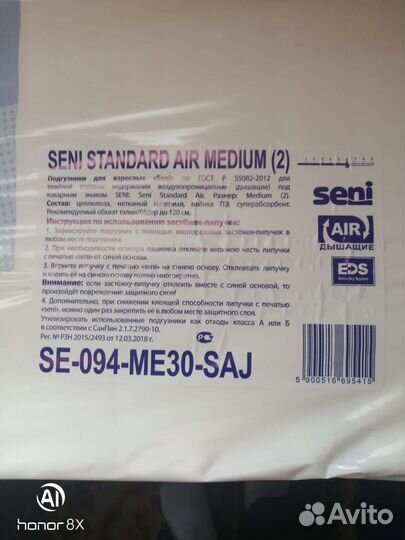 SENI STANDARD AIR MEDIUM (2)
Подгузники для взрослых «Seni» по ГОСТ Р 55082-2012 для
тяжёлой степени недержания воздухопроницаемые (дышащие) под
товарным знаком SENI: Seni Standard Air. Размер: Medium (2).
Состав: целлюлоза, нетканый материал, плёнка ПЭ, суперабсорбент.
Рекомендуемый обхват талии/бёдер до 120 см.
Инструкция по использованию застёжек-липучек:
1. Зафиксируйте подгузник с помощью многоразовых застёжек-липучек в
любом месте подгузника.
2. При необходимости осмотра пациента отклейте верхнюю часть липучки
с печатью «seni» от синей основы.
3. Верните липучку с печатью «seni» на синюю основу. Отклеивать липучку
и клеить её на синюю основу можно многократно.
Внимание: если застёжку-липучку отклеить вместе с синей основой, то
произойдёт повреждение защитного слоя!
4. Дополнительно, при снижении клеящей способности липучки с печатью
«seni», можно один раз закрепить её в любом месте защитного слоя.
Утилизировать использованные подгузники как отходы класса А или Б
в соответствии с СанПин 2.1.7.2790-10.
Рег. № РЗН 2015/2493 от 12.03.2018 г.
SE-094-ME30-SAJ
seni
AIR
ДЫШАЩИЕ
EDS
Extra Dry System
5 900516 695415
AI
honor 8X
Avito